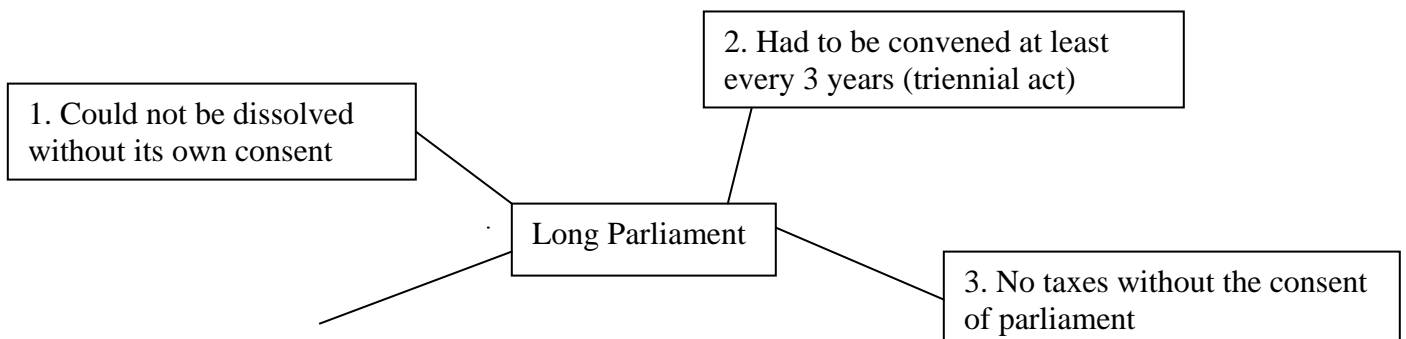 1. Could not be dissolved
without its own consent
2. Had to be convened at least
every 3 years (triennial act)
Long Parliament
3. No taxes without the consent
of parliament